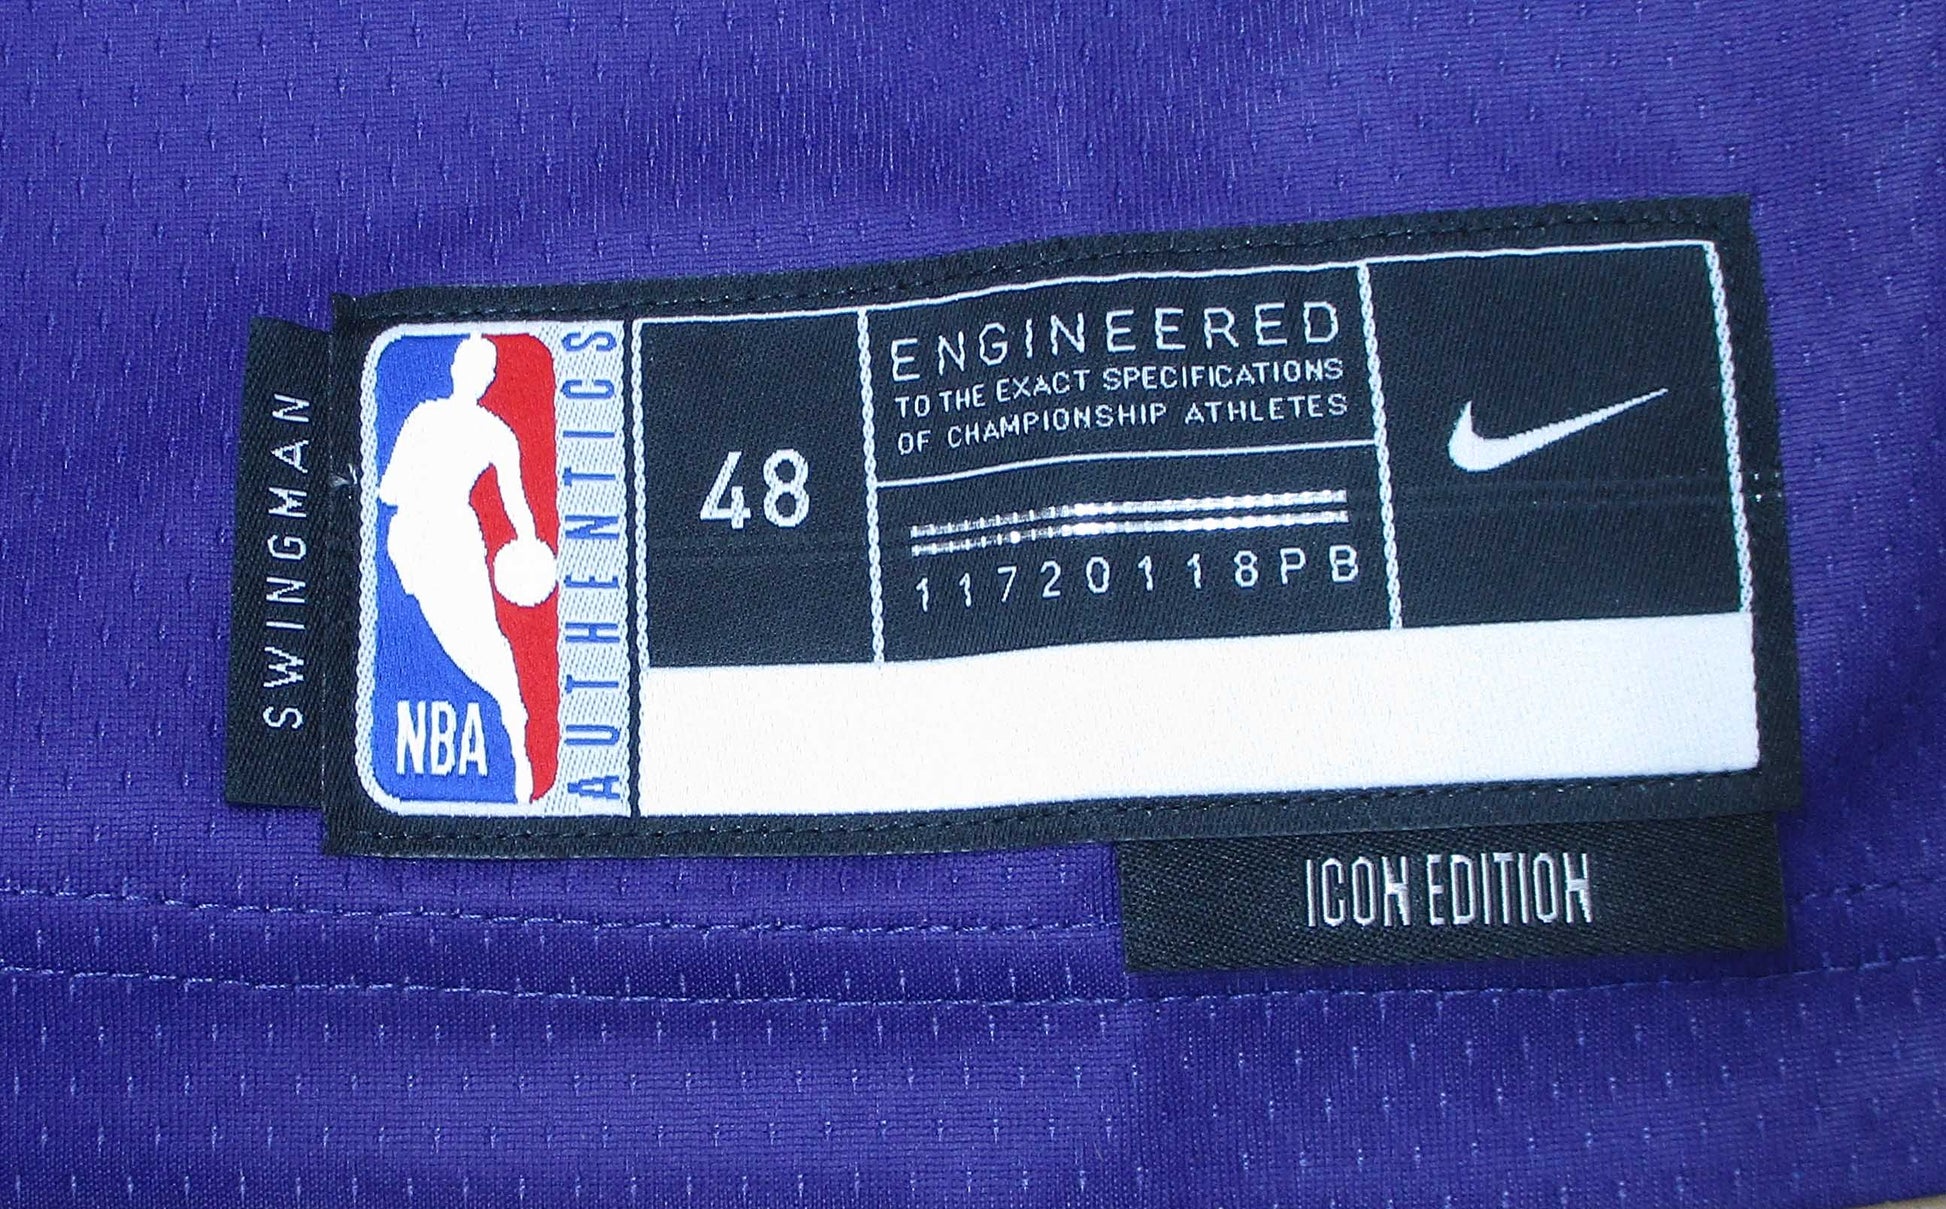 SWINGMAN
NBA
AUTHENTICS
48
ENGINEERED
TO THE EXACT SPECIFICATIONS
OF CHAMPIONSHIP ATHLETES
11720118PB
ICON EDITION